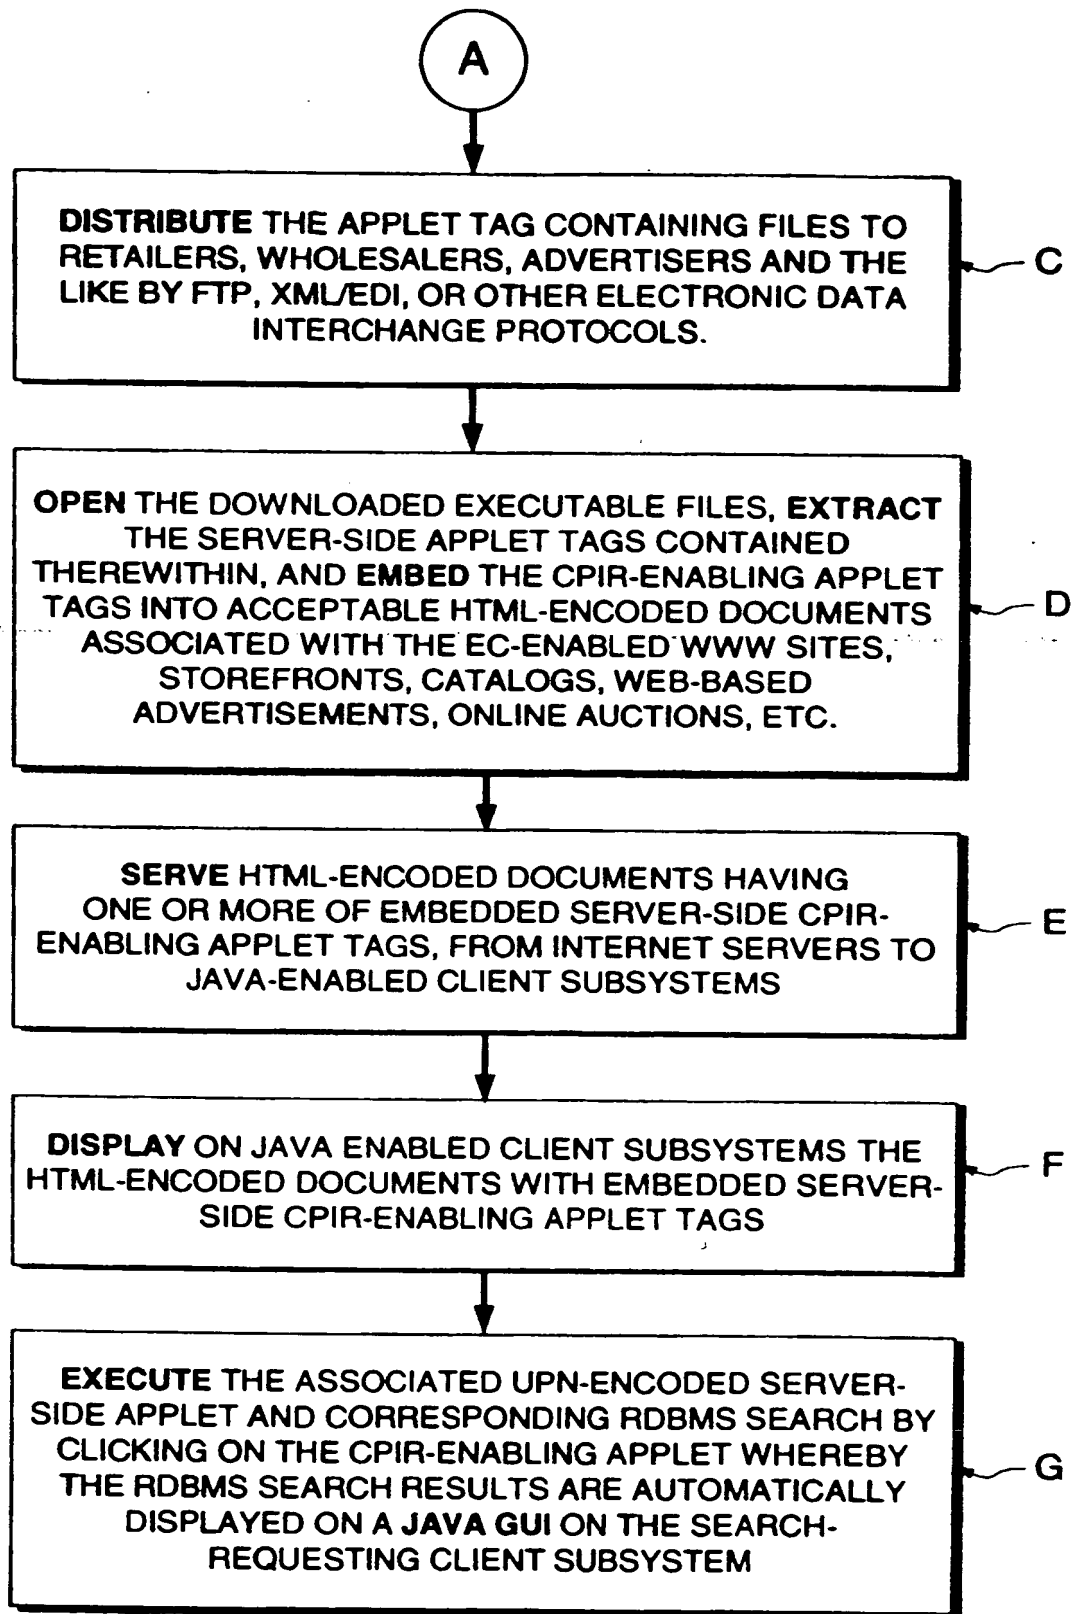 A
DISTRIBUTE THE APPLET TAG CONTAINING FILES TO
RETAILERS, WHOLESALERS, ADVERTISERS AND THE
LIKE BY FTP, XML/EDI, OR OTHER ELECTRONIC DATA
INTERCHANGE PROTOCOLS.
C
OPEN THE DOWNLOADED EXECUTABLE FILES, EXTRACT
THE SERVER-SIDE APPLET TAGS CONTAINED
THEREWITHIN, AND EMBED THE CPIR-ENABLING APPLET
TAGS INTO ACCEPTABLE HTML-ENCODED DOCUMENTS
ASSOCIATED WITH THE EC-ENABLED WWW SITES,
STOREFRONTS, CATALOGS, WEB-BASED
ADVERTISEMENTS, ONLINE AUCTIONS, ETC.
D
SERVE HTML-ENCODED DOCUMENTS HAVING
ONE OR MORE OF EMBEDDED SERVER-SIDE CPIR-
ENABLING APPLET TAGS, FROM INTERNET SERVERS TO
JAVA-ENABLED CLIENT SUBSYSTEMS
E
DISPLAY ON JAVA ENABLED CLIENT SUBSYSTEMS THE
HTML-ENCODED DOCUMENTS WITH EMBEDDED SERVER-
SIDE CPIR-ENABLING APPLET TAGS
F
EXECUTE THE ASSOCIATED UPN-ENCODED SERVER-
SIDE APPLET AND CORRESPONDING RDBMS SEARCH BY
CLICKING ON THE CPIR-ENABLING APPLET WHEREBY
THE RDBMS SEARCH RESULTS ARE AUTOMATICALLY
DISPLAYED ON A JAVA GUI ON THE SEARCH-
REQUESTING CLIENT SUBSYSTEM
G